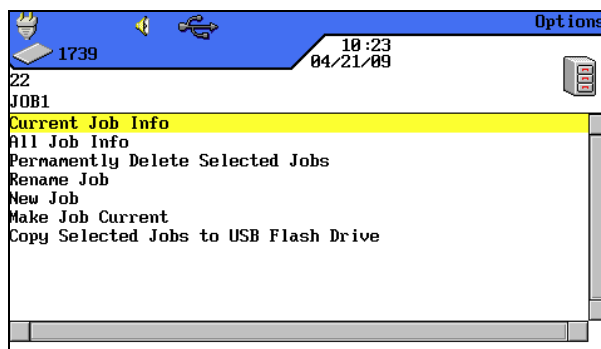 Options
1739
10:23
04/21/09
22
JOB1
Current Job Info
All Job Info
Permamently Delete Selected Jobs
Rename Job
New Job
Make Job Current
Copy Selected Jobs to USB Flash Drive